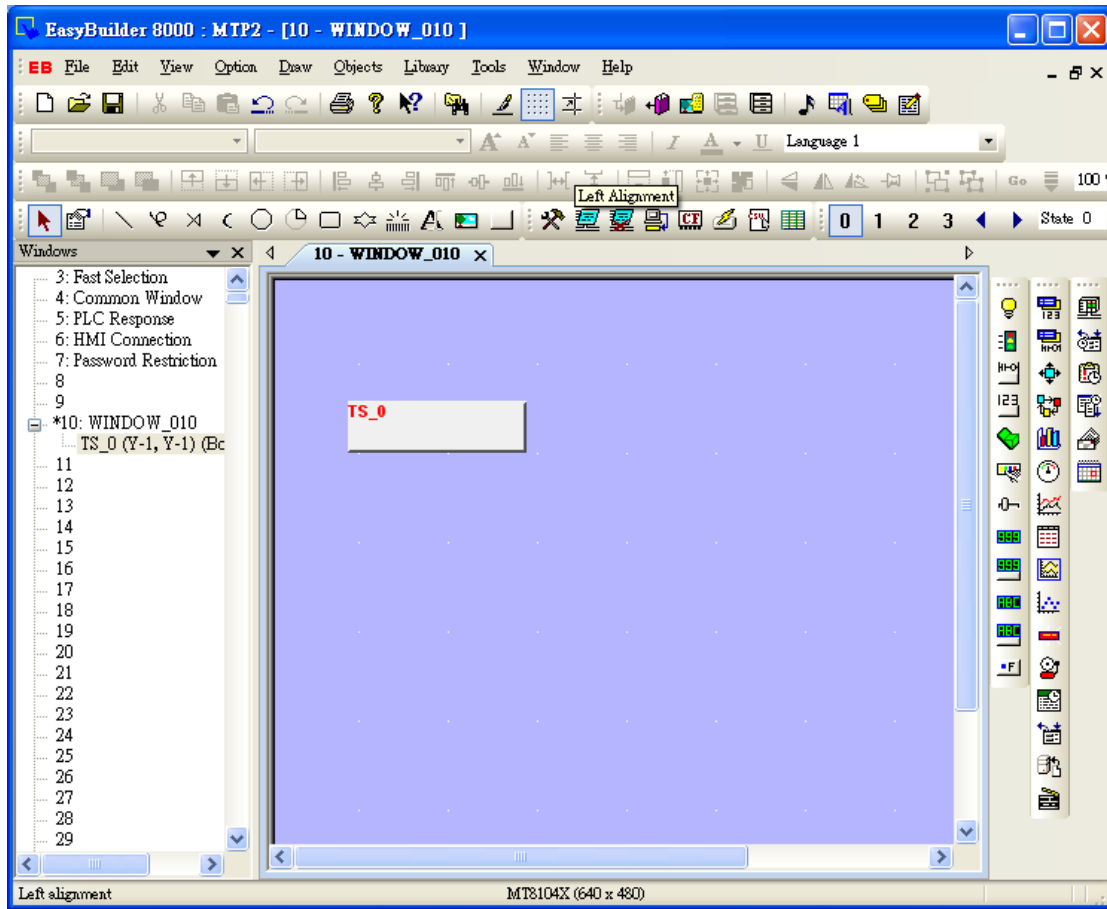 EasyBuilder 8000 : MTP2 - [10 - WINDOW_010 ]
EB File Edit View Option Draw Objects Library Tools Window Help
Language 1
Go 100
Left Alignment
CF 0 1 2 3 State 0
Windows
10 - WINDOW_010
3: Fast Selection
4: Common Window
5: PLC Response
6: HMI Connection
7: Password Restriction
8
9
*10: WINDOW_010
TS_0 (Y-1, Y-1) (Bc
11
12
13
14
15
16
17
18
19
20
21
22
23
24
25
26
27
28
29
TS_0
Left alignment
MT8104X (640 x 480)